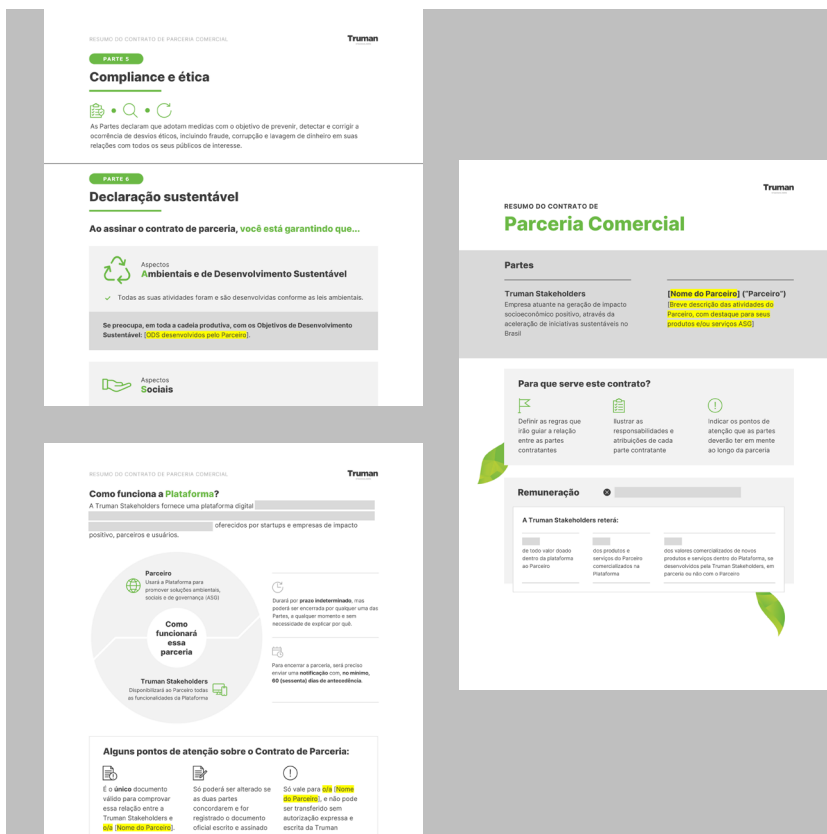 RESUMO DO CONTRATO DE PARCERIA COMERCIAL
Truman
PARTE 5
Compliance e ética
As Partes declaram que adotam medidas com o objetivo de prevenir, detectar e corrigir a
ocorrência de desvios éticos, incluindo fraude, corrupção e lavagem de dinheiro em suas
relações com todos os seus públicos de interesse.
PARTE 6
Declaração sustentável
Ao assinar o contrato de parceria, você está garantindo que...
Aspectos
Ambientais e de Desenvolvimento Sustentável
Todas as suas atividades foram e são desenvolvidas conforme as leis ambientais.
Se preocupa, em toda a cadeia produtiva, com os Objetivos de Desenvolvimento
Sustentável: [ODS desenvolvidos pelo Parceiro].
Aspectos
Sociais
RESUMO DO CONTRATO DE PARCERIA COMERCIAL
Truman
Como funciona a Plataforma?
A Truman Stakeholders fornece uma plataforma digital
oferecidos por startups e empresas de impacto
positivo, parceiros e usuários.
Parceiro
Usará a Plataforma para
promover soluções ambientais,
sociais e de governança (ASG)
Como
funcionará
essa
parceria
Truman Stakeholders
Disponibilizará ao Parceiro todas
as funcionalidades da Plataforma
Durará por prazo indeterminado, mas
poderá ser encerrada por qualquer uma das
Partes, a qualquer momento e sem
necessidade de explicar por quê.
Para encerrar a parceria, será preciso
enviar uma notificação com, no mínimo,
60 (sessenta) dias de antecedência.
Alguns pontos de atenção sobre o Contrato de Parceria:
É o único documento
válido para comprovar
essa relação entre a
Truman Stakeholders e
o/a [Nome do Parceiro].
Só poderá ser alterado se
as duas partes
concordarem e for
registrado o documento
oficial escrito e assinado
Só vale para o/a [Nome
do Parceiro], e não pode
ser transferido sem
autorização expressa e
escrita da Truman
Truman
RESUMO DO CONTRATO DE
Parceria Comercial
Partes
Truman Stakeholders
Empresa atuante na geração de impacto
socioeconômico positivo, através da
aceleração de iniciativas sustentáveis no
Brasil
[Nome do Parceiro] ("Parceiro")
[Breve descrição das atividades do
Parceiro, com destaque para seus
produtos e/ou serviços ASG]
Para que serve este contrato?
Definir as regras que
irão guiar a relação
entre as partes
contratantes
Ilustrar as
responsabilidades e
atribuições de cada
parte contratante
Indicar os pontos de
atenção que as partes
deverão ter em mente
ao longo da parceria
Remuneração
A Truman Stakeholders reterá:
de todo valor doado
dentro da plataforma
ao Parceiro
dos produtos e
serviços do Parceiro
comercializados na
Plataforma
dos valores comercializados de novos
produtos e serviços dentro da Plataforma, se
desenvolvidos pela Truman Stakeholders, em
parceria ou não com o Parceiro